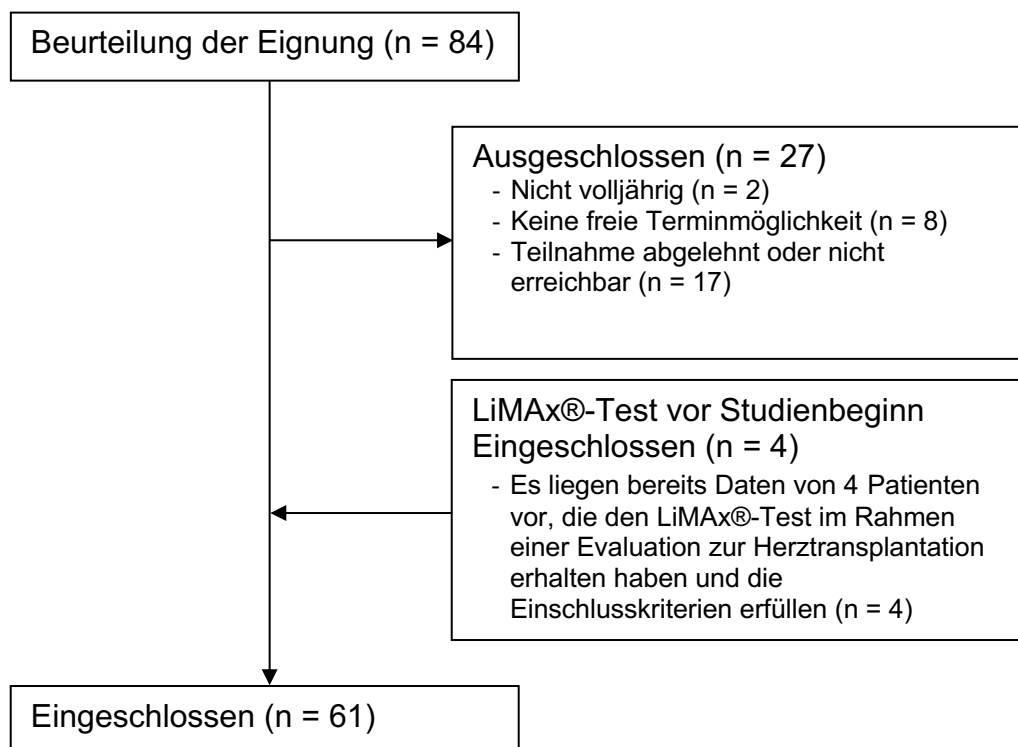 Beurteilung der Eignung (n = 84)
Ausgeschlossen (n = 27)
- Nicht volljährig (n = 2)
- Keine freie Terminmöglichkeit (n = 8)
- Teilnahme abgelehnt oder nicht
erreichbar (n = 17)
LiMAx®-Test vor Studienbeginn
Eingeschlossen (n = 4)
- Es liegen bereits Daten von 4 Patienten
vor, die den LiMAx®-Test im Rahmen
einer Evaluation zur Herztransplantation
erhalten haben und die
Einschlusskriterien erfüllen (n = 4)
Eingeschlossen (n = 61)